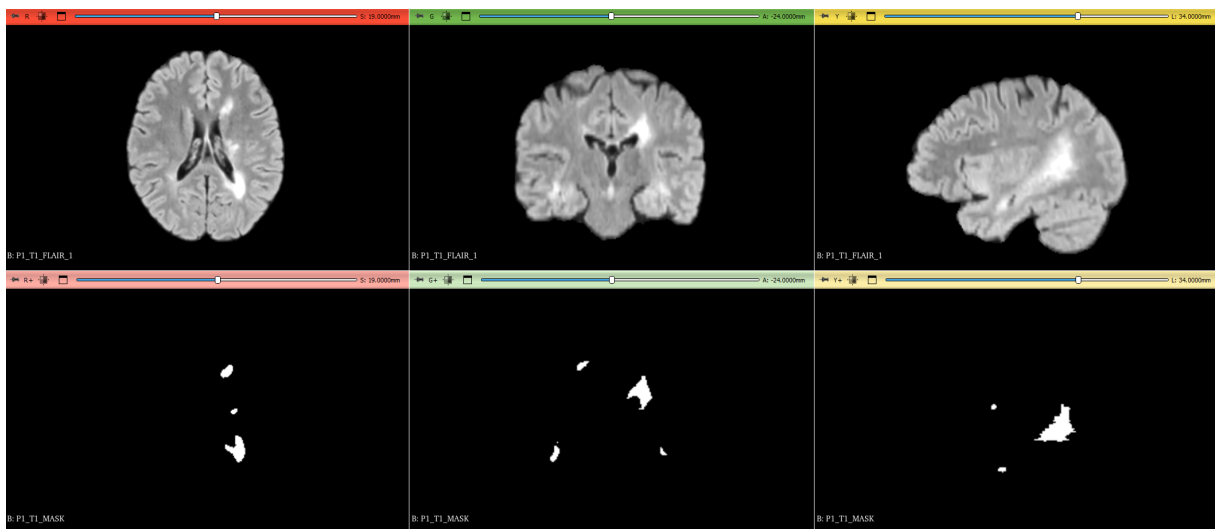 R S: 19.0000mm
G A: -24.0000mm
Y L: 34.0000mm
B: P1_T1_FLAIR_1
B: P1_T1_FLAIR_1
B: P1_T1_FLAIR_1
R+ S: 19.0000mm
G+ A: -24.0000mm
Y+ L: 34.0000mm
B: P1_T1_MASK
B: P1_T1_MASK
B: P1_T1_MASK